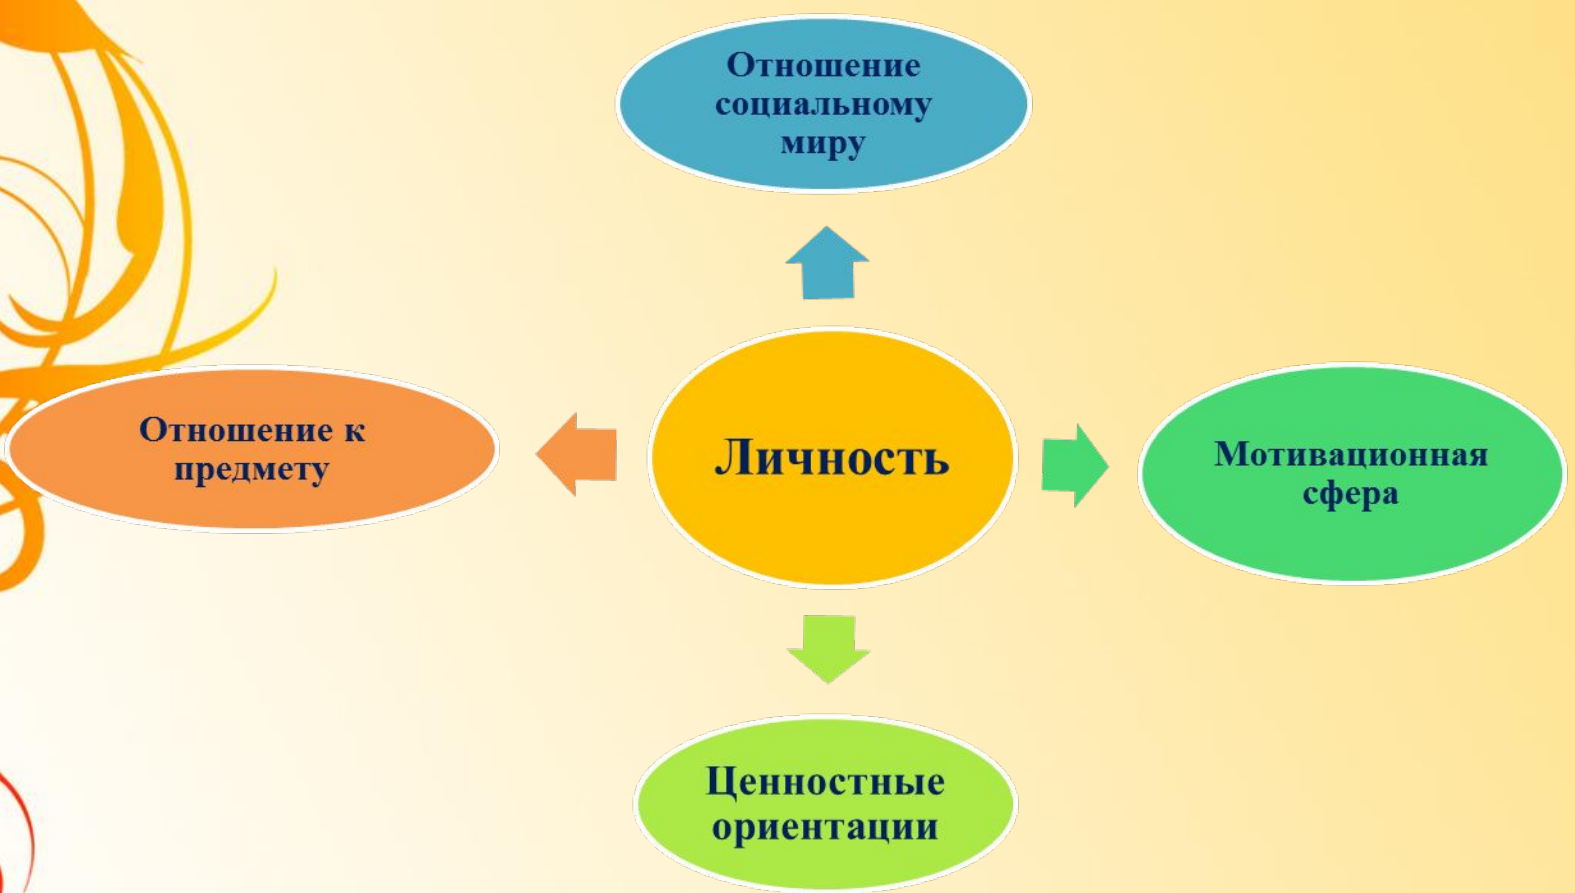 Отношение
социальному
миру
Отношение к
предмету
Личность
Мотивационная
сфера
Ценностные
ориентации